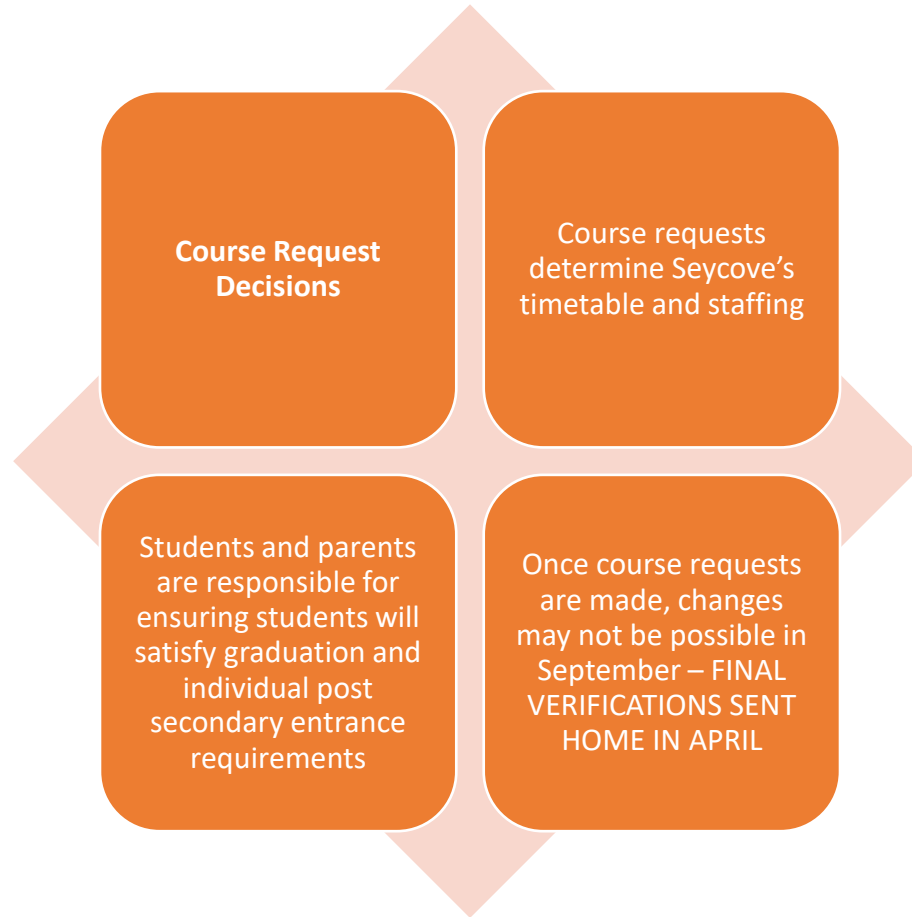 Course Request
Decisions
Course requests
determine Seycove’s
timetable and staffing
Students and parents
are responsible for
ensuring students will
satisfy graduation and
individual post
secondary entrance
requirements
Once course requests
are made, changes
may not be possible in
September – FINAL
VERIFICATIONS SENT
HOME IN APRIL